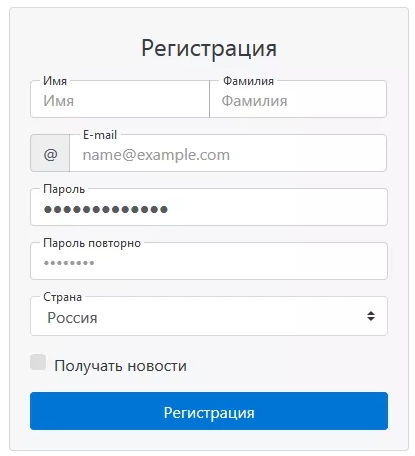 Регистрация
Имя Фамилия
Имя Фамилия
E-mail
@ name@example.com
Пароль
●●●●●●●●●●●●●
Пароль повторно
••••••••
Страна
Россия
Получать новости
Регистрация